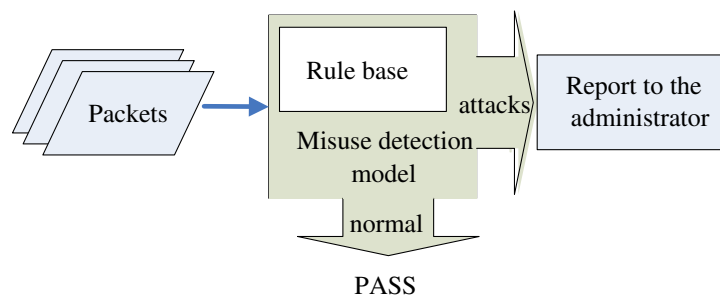 Packets
Rule base
Misuse detection
model
attacks
Report to the
administrator
normal
PASS